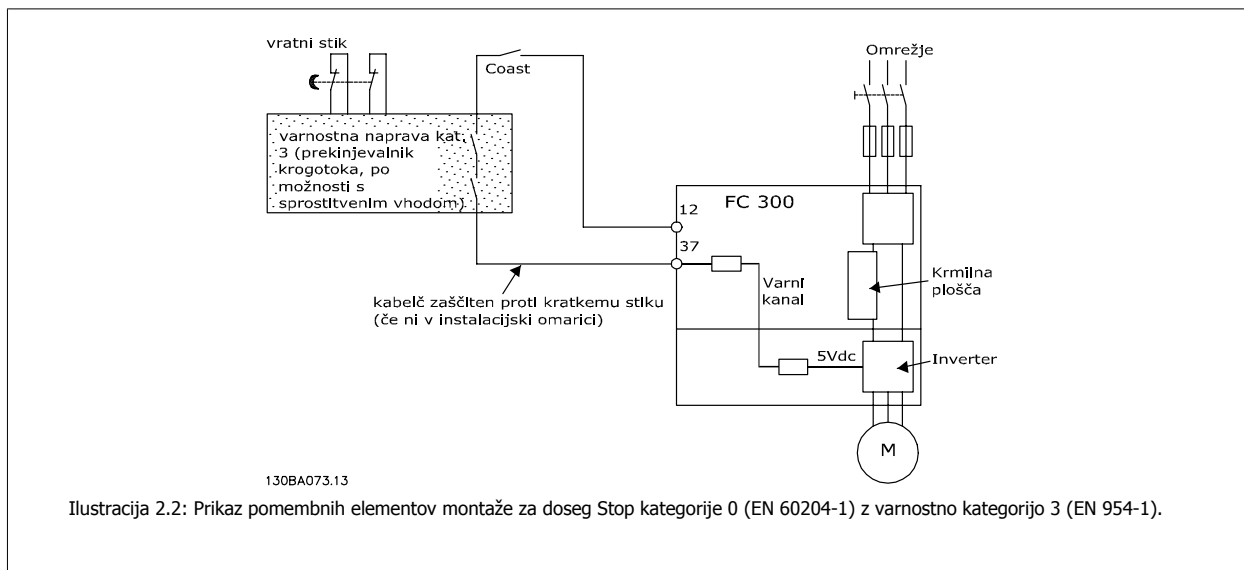 vratni stik
Coast
Omrežje
varnostna naprava kat.
3 (prekinjevalnik
krogotoka, po
možnosti s
sprostitvenim vhodom)
12
FC 300
37
Varni
kanal
Krmilna
plošča
kabelč zaščiten proti kratkemu stiku
(če ni v instalacijski omarici)
5Vdc
Inverter
M
130BA073.13
Ilustracija 2.2: Prikaz pomembnih elementov montaže za doseg Stop kategorije 0 (EN 60204-1) z varnostno kategorijo 3 (EN 954-1).